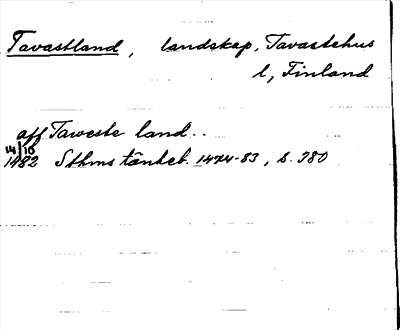 Tavastland, landskap, Tavastehus
l, Finland
aff Taweste land..
14/10
1482 Sthms tänkeb. 1474-83, s. 380